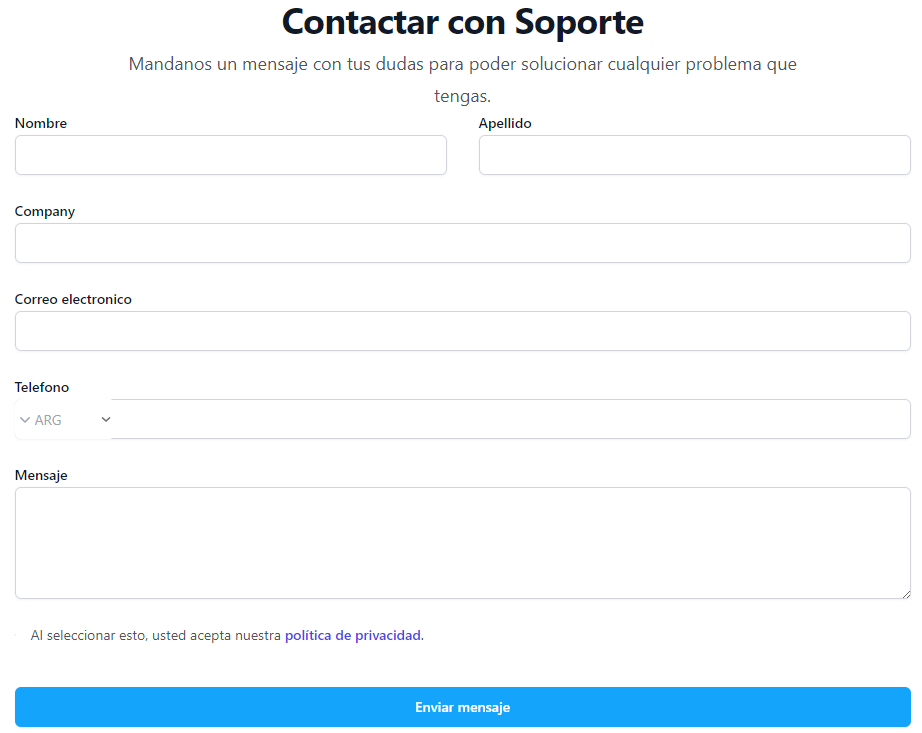 Contactar con Soporte
Mandanos un mensaje con tus dudas para poder solucionar cualquier problema que
tengas.
Nombre
Apellido
Company
Correo electronico
Telefono
ARG
Mensaje
Al seleccionar esto, usted acepta nuestra política de privacidad.
Enviar mensaje